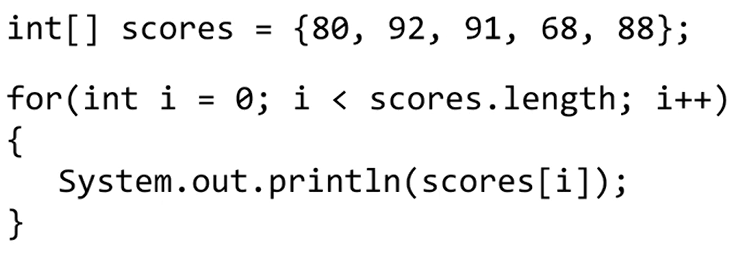 int[] scores = {80, 92, 91, 68, 88};
for(int i = 0; i < scores.length; i++)
{
System.out.println(scores[i]);
}